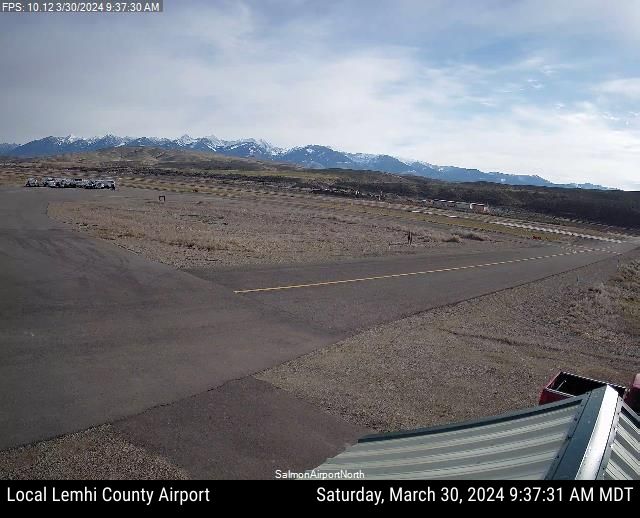 FPS: 10.12 3/30/2024 9:37:30 AM
SalmonAirportNorth
Local Lemhi County Airport
Saturday, March 30, 2024 9:37:31 AM MDT